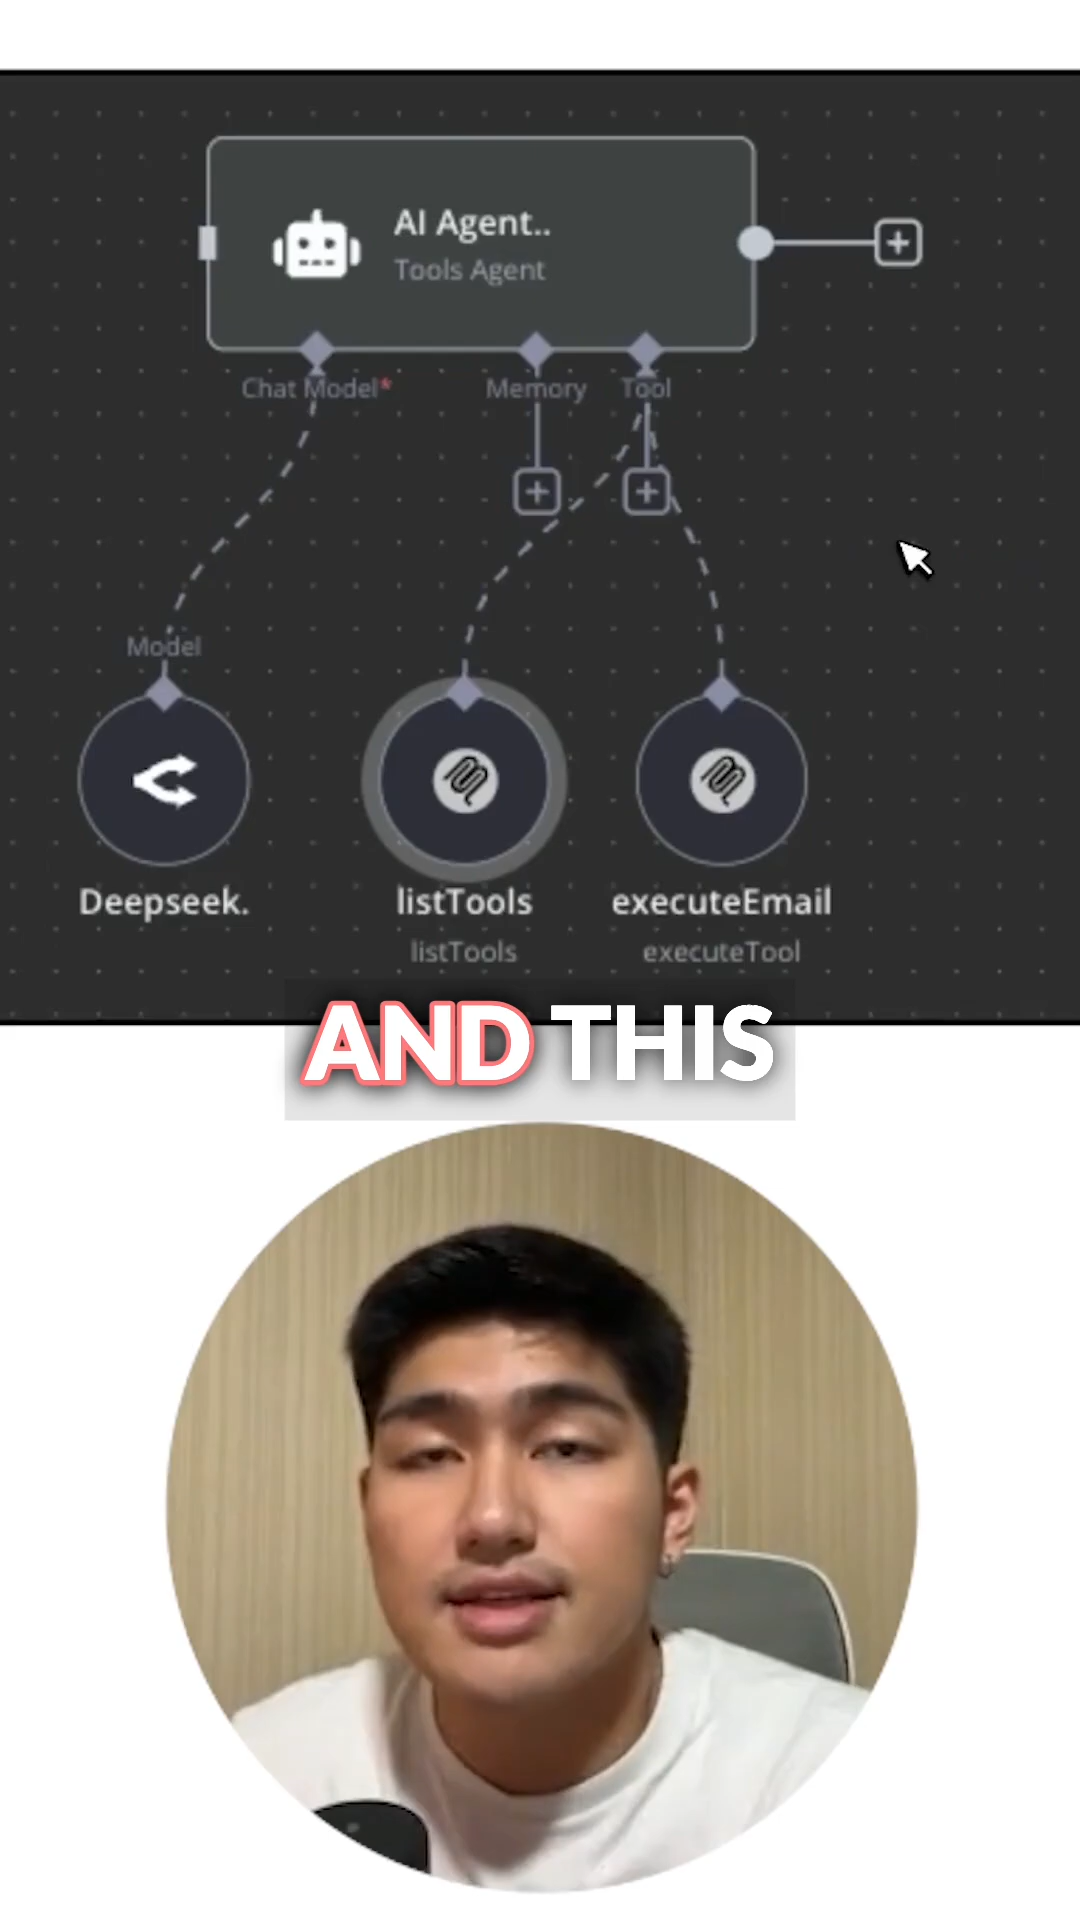 AI Agent..
Tools Agent
Chat Model*
Memory
Tool
Model
Deepseek.
listTools
executeEmail
listTools
executeTool
AND THIS